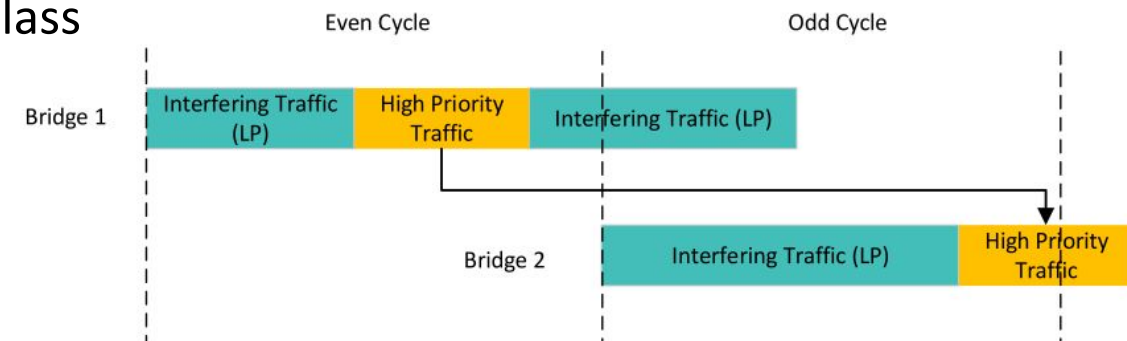 lass
Even Cycle
Odd Cycle
Bridge 1
Interfering Traffic
(LP)
High Priority
Traffic
Interfering Traffic (LP)
Bridge 2
Interfering Traffic (LP)
High Priority
Traffic